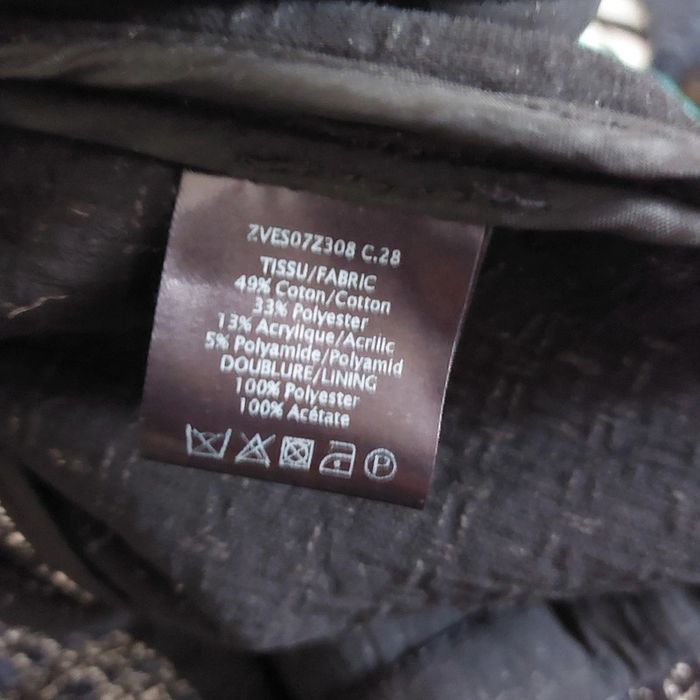 ZVES07Z308 C.28
TISSU/FABRIC
49% Coton/Cotton
33% Polyester
13% Acrylique/Acrilic
5% Polyamide/Polyamid
DOUBLURE/LINING
100% Polyester
100% Acétate
P